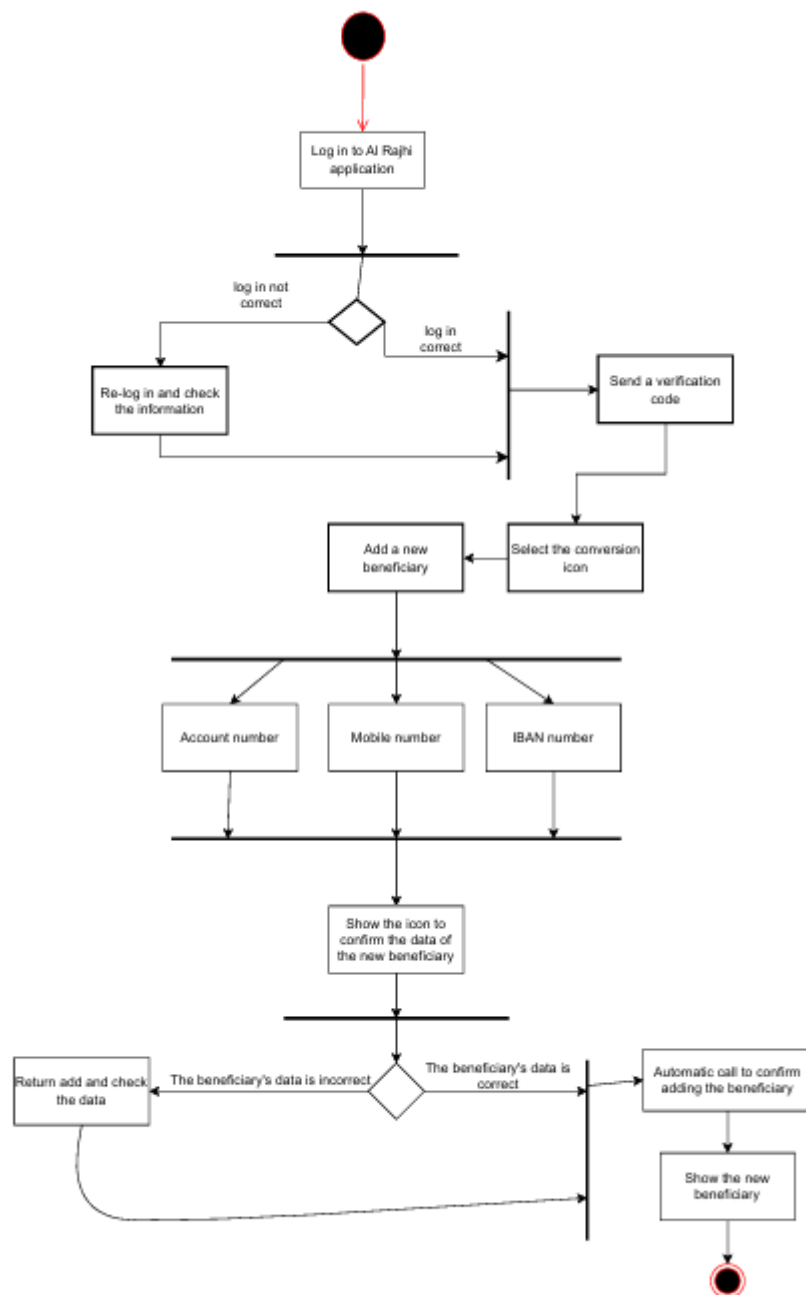 Log in to Al Rajhi
application
log in not
correct
log in
correct
Re-log in and check
the information
Send a verification
code
Add a new
beneficiary
Select the conversion
icon
Account number
Mobile number
IBAN number
Show the icon to
confirm the data of
the new beneficiary
The beneficiary's data is incorrect
The beneficiary's data is
correct
Return add and check
the data
Automatic call to confirm
adding the beneficiary
Show the new
beneficiary